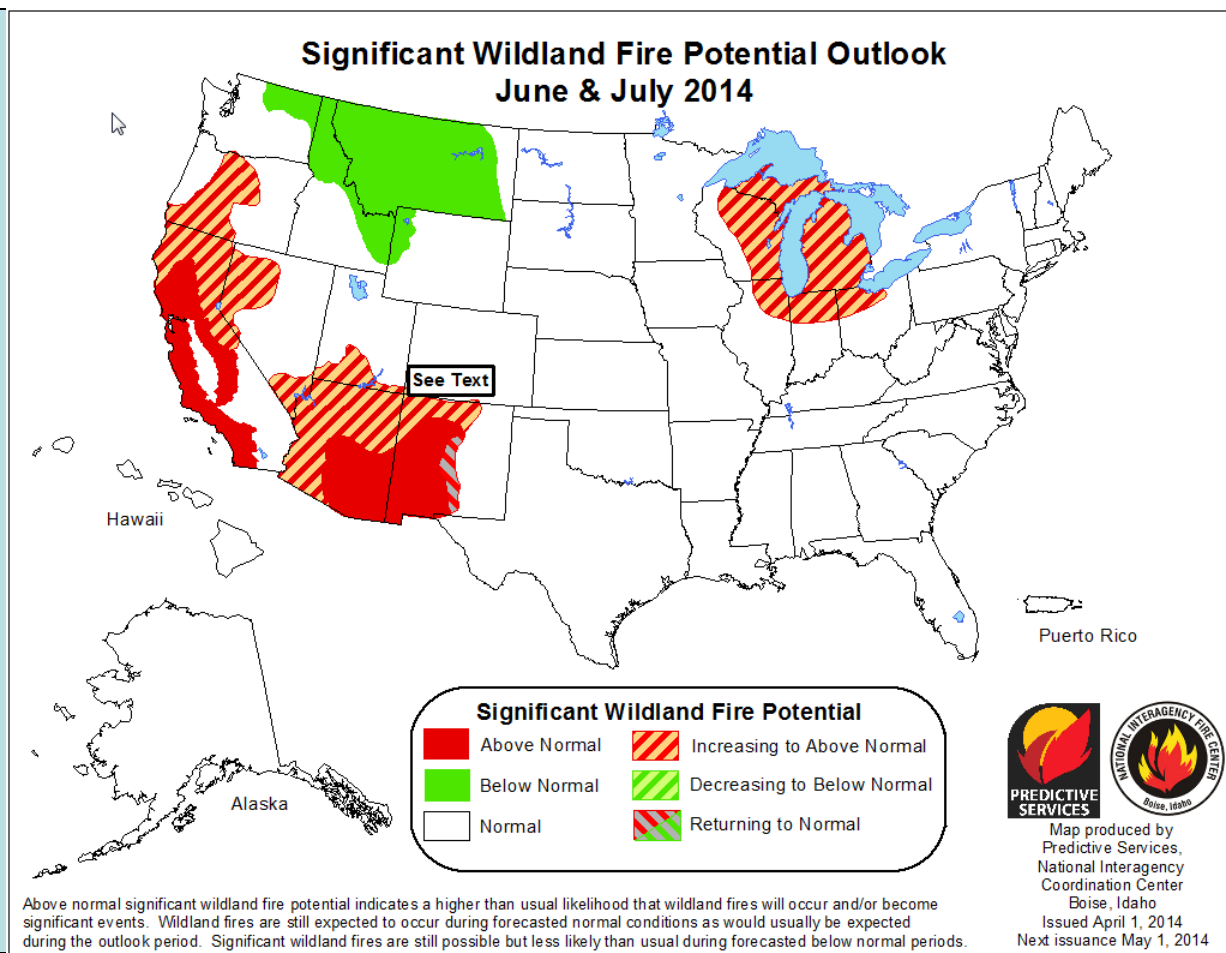 Significant Wildland Fire Potential Outlook
June & July 2014
See Text
Hawaii
Puerto Rico
Alaska
Significant Wildland Fire Potential
Above Normal
Increasing to Above Normal
Below Normal
Decreasing to Below Normal
Normal
Returning to Normal
PREDICTIVE
SERVICES
NATIONAL INTERAGENCY FIRE CENTER
Boise, Idaho
Map produced by
Predictive Services,
National Interagency
Coordination Center
Boise, Idaho
Issued April 1, 2014
Next issuance May 1, 2014
Above normal significant wildland fire potential indicates a higher than usual likelihood that wildland fires will occur and/or become
significant events.  Wildland fires are still expected to occur during forecasted normal conditions as would usually be expected
during the outlook period.  Significant wildland fires are still possible but less likely than usual during forecasted below normal periods.